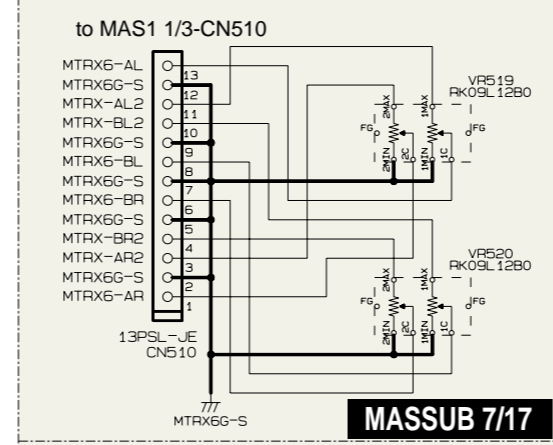 to MAS1 1/3-CN510
MTRX6-AL
MTRX6G-S
MTRX-AL2
MTRX-BL2
MTRX6G-S
MTRX6-BL
MTRX6G-S
MTRX6-BR
MTRX6G-S
MTRX-BR2
MTRX-AR2
MTRX6G-S
MTRX6-AR
13
12
11
10
9
8
7
6
5
4
3
2
1
13PSL-JE
CN510
MTRX6G-S
VR519
RK09L12B0
2MAX
1MAX
FG
FG
2MIN
2C
1MIN
1C
VR520
RK09L12B0
2MAX
1MAX
FG
FG
2MIN
2C
1MIN
1C
MASSUB 7/17